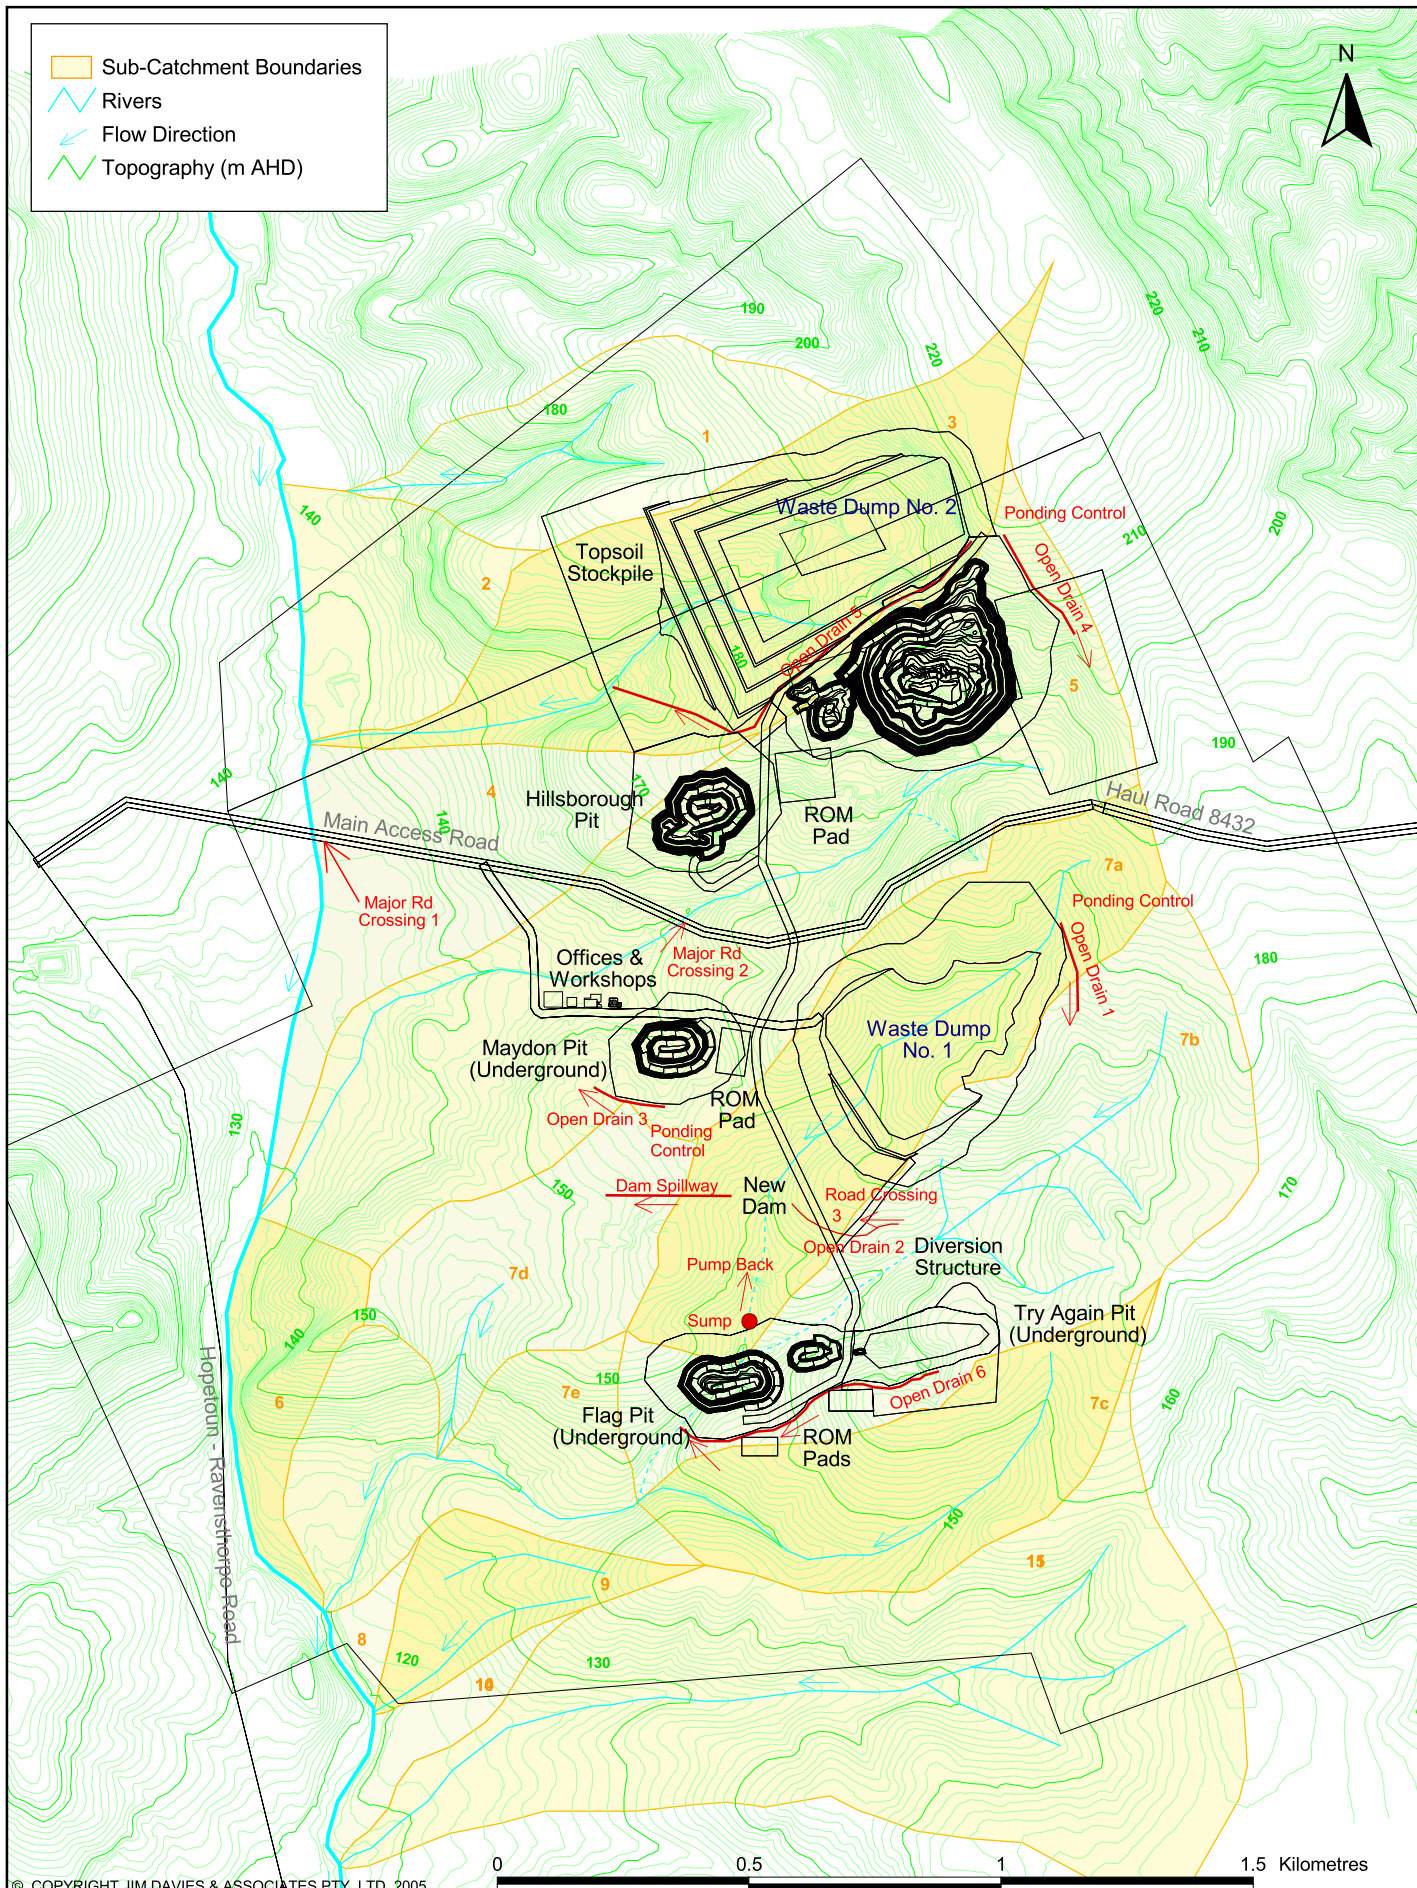 Sub-Catchment Boundaries
Rivers
Flow Direction
Topography (m AHD)
N
190
200
220
220
210
180
1
3
Waste Dump No. 2
Ponding Control
210
200
140
Topsoil
Stockpile
Open Drain 4
2
Open Drain 5
180
5
190
140
4
170
Hillsborough
Pit
ROM
Pad
Haul Road 8432
Main Access Road
140
7a
Major Rd
Crossing 1
Ponding Control
Major Rd
Crossing 2
Offices &
Workshops
Open Drain 1
180
Waste Dump
No. 1
7b
Maydon Pit
(Underground)
ROM
Pad
Open Drain 3
Ponding
Control
130
150
Dam Spillway
New
Dam
Road Crossing
3
170
Open Drain 2
Diversion
Structure
Pump Back
7d
Sump
Try Again Pit
(Underground)
150
140
Hopetoun - Ravensthorpe Road
150
7e
6
Open Drain 6
7c
160
Flag Pit
(Underground)
ROM
Pads
150
9
8
120
130
0
0.5
1
1.5 Kilometres
© COPYRIGHT JIM DAVIES & ASSOCIATES PTY. LTD. 2005